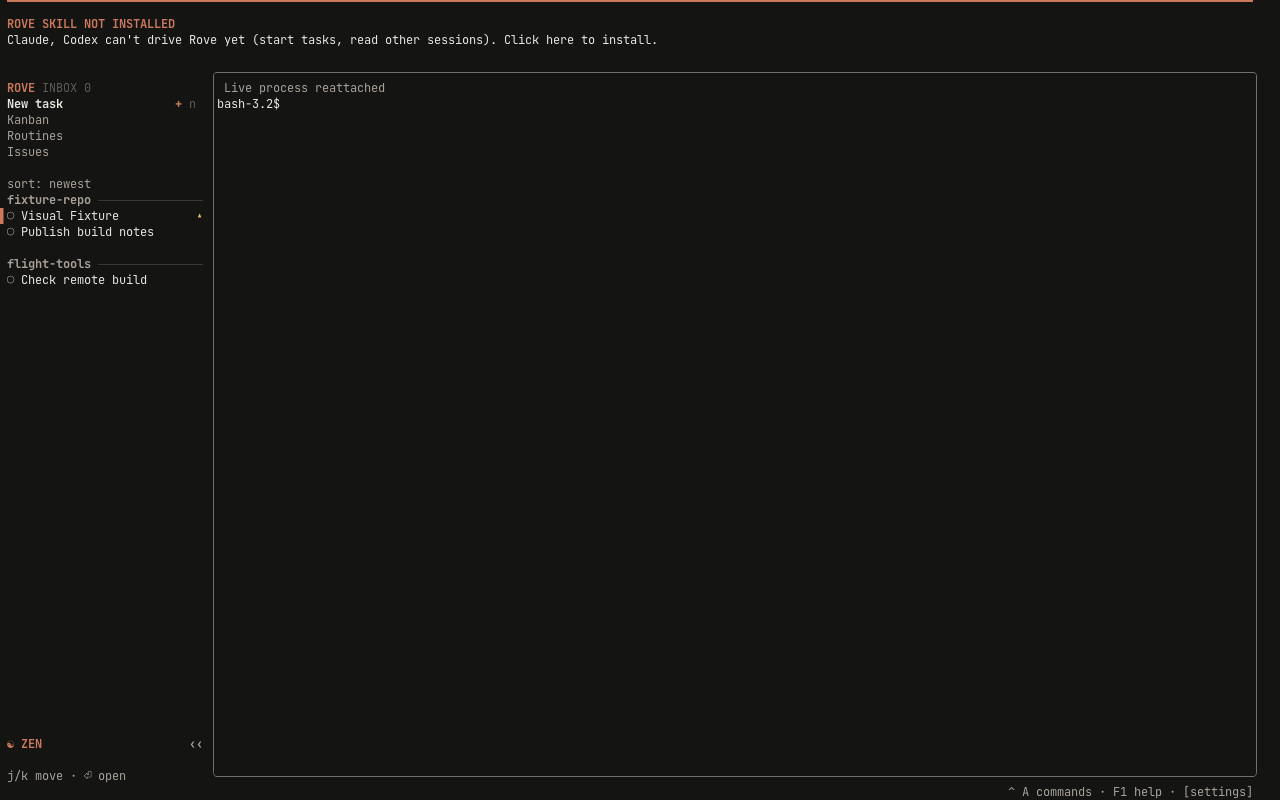 ROVE SKILL NOT INSTALLED
Claude, Codex can't drive Rove yet (start tasks, read other sessions). Click here to install.
ROVE INBOX 0
New task + n
Kanban
Routines
Issues
sort: newest
fixture-repo
Visual Fixture
Publish build notes
flight-tools
Check remote build
☯ ZEN ‹‹
j/k move · ⏎ open
Live process reattached
bash-3.2$
^ A commands · F1 help · [settings]